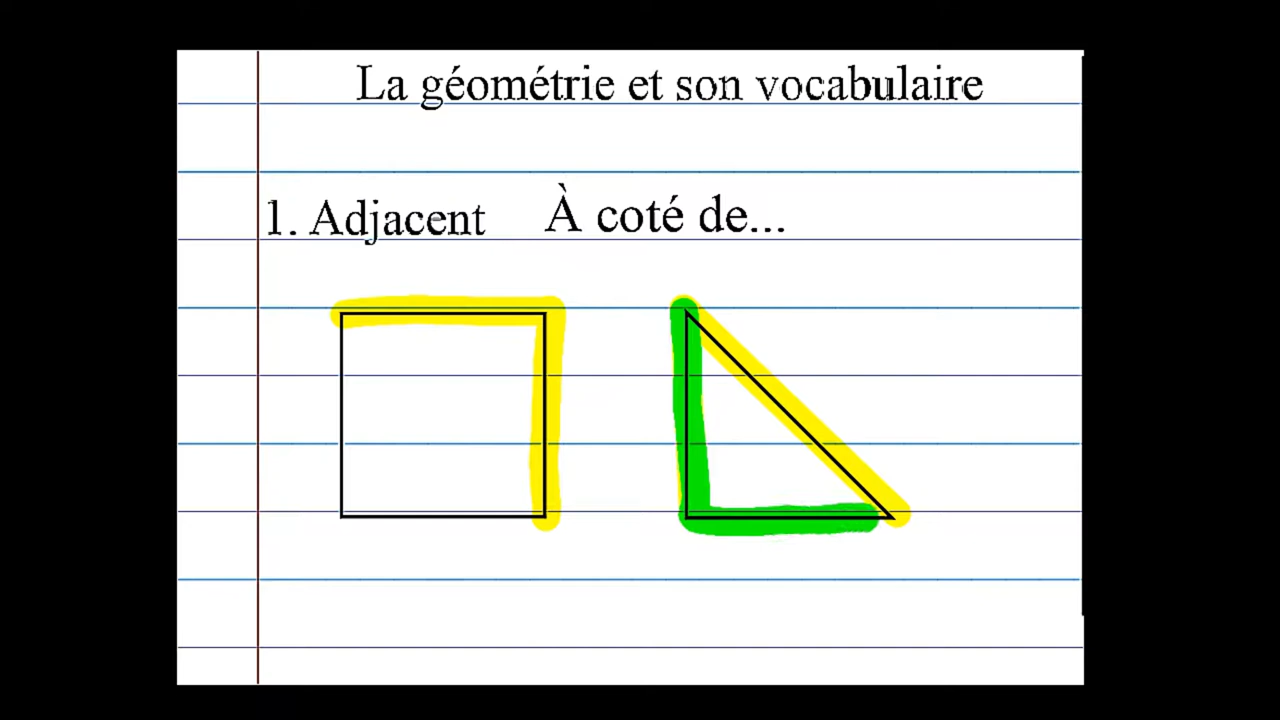 La géométrie et son vocabulaire
1. Adjacent À coté de...